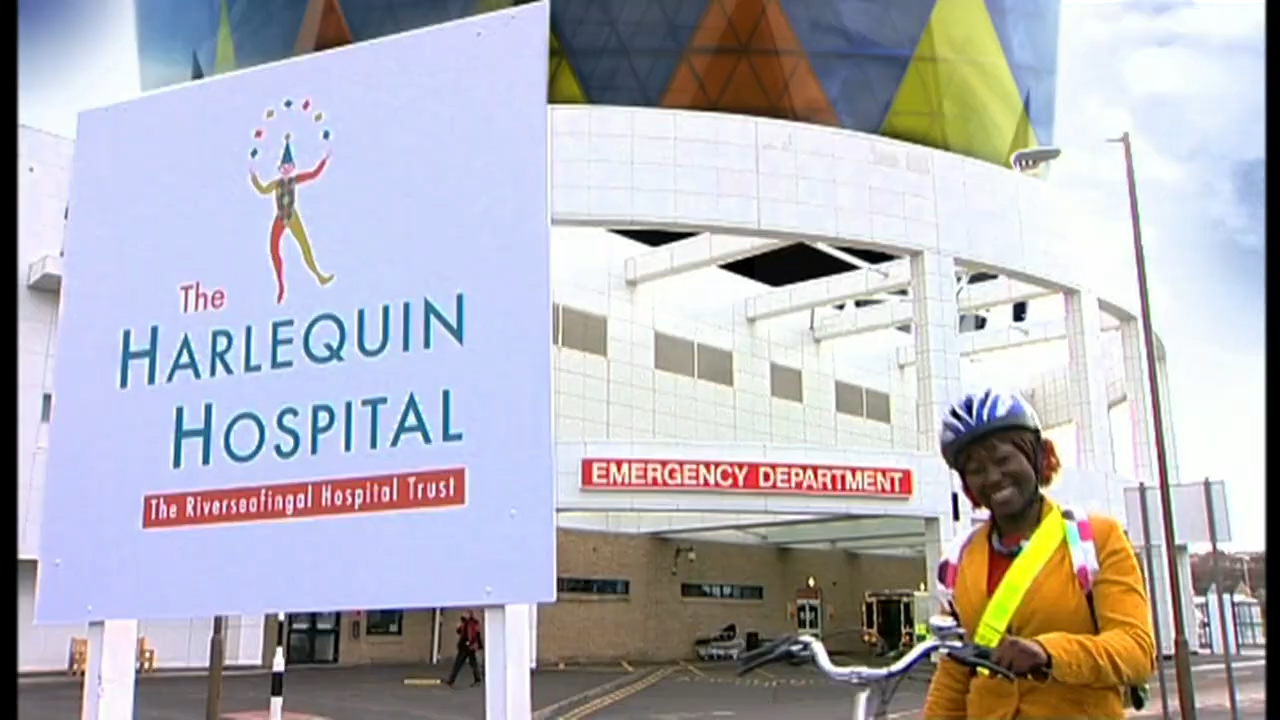 The
HARLEQUIN
HOSPITAL
The Riverseafingal Hospital Trust
EMERGENCY DEPARTMENT